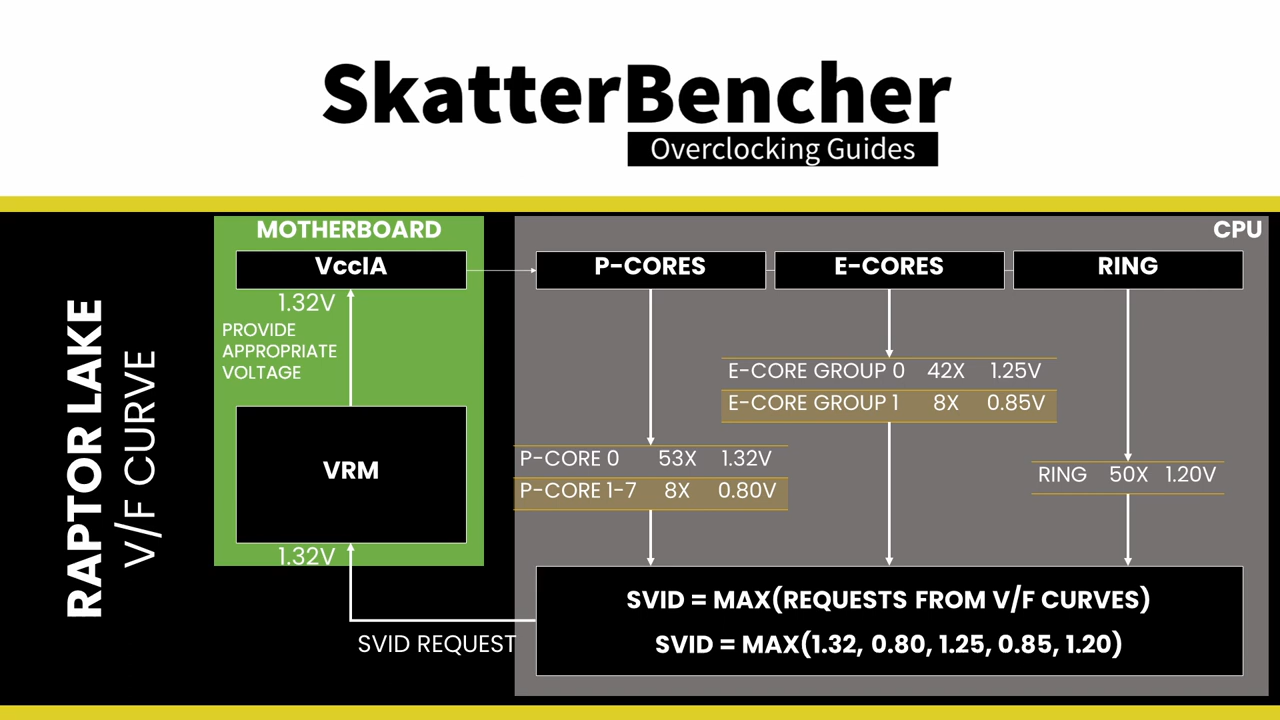 SkatterBencher
Overclocking Guides
RAPTOR LAKE
V/F CURVE
MOTHERBOARD
VccIA
1.32V
PROVIDE
APPROPRIATE
VOLTAGE
VRM
1.32V
SVID REQUEST
CPU
P-CORES
E-CORES
RING
E-CORE GROUP 0 42X 1.25V
E-CORE GROUP 1 8X 0.85V
P-CORE 0 53X 1.32V
P-CORE 1-7 8X 0.80V
RING 50X 1.20V
SVID = MAX(REQUESTS FROM V/F CURVES)
SVID = MAX(1.32, 0.80, 1.25, 0.85, 1.20)